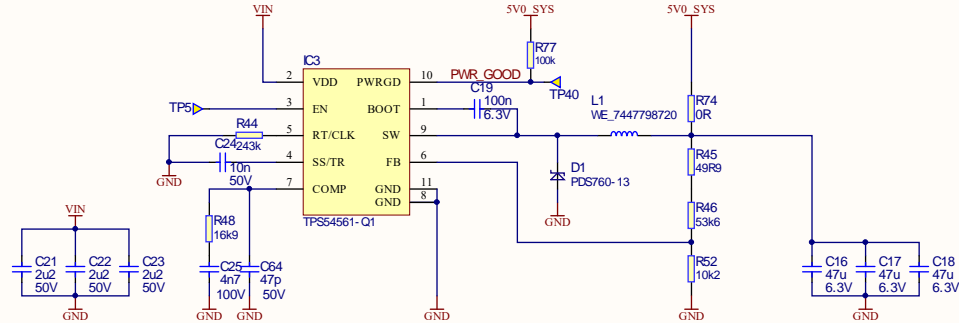 VIN
5V0_SYS
5V0_SYS
IC3
R77
100k
2
VDD
PWRGD
10
PWR_GOOD
TP40
C19
100n
6.3V
TP5
3
EN
BOOT
1
L1
WE_7447798720
R74
0R
R44
243k
5
RT/CLK
SW
9
C24
10n
50V
4
SS/TR
FB
6
D1
PDS760-13
R45
49R9
GND
7
COMP
GND
11
GND
8
TPS54561-Q1
GND
R46
53k6
VIN
R48
16k9
C21
2u2
50V
C22
2u2
50V
C23
2u2
50V
C25
4n7
100V
C64
47p
50V
R52
10k2
C16
47u
6.3V
C17
47u
6.3V
C18
47u
6.3V
GND
GND
GND
GND
GND
GND